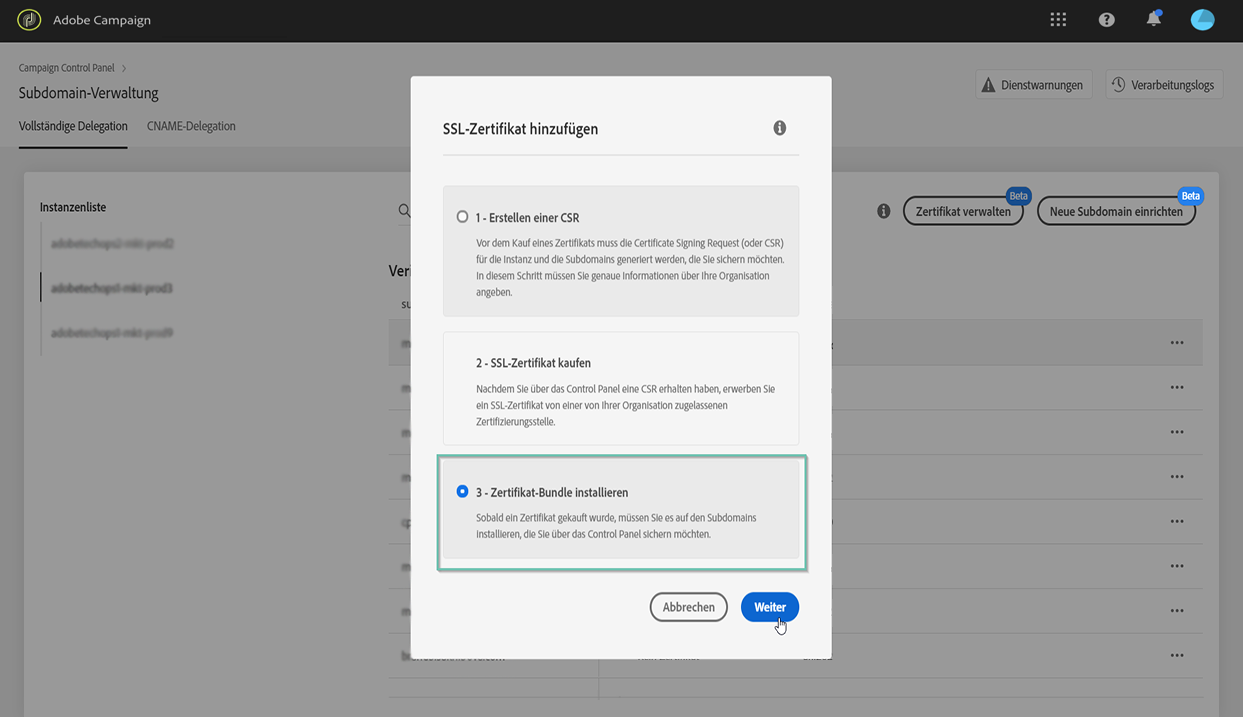 Adobe Campaign
Campaign Control Panel
Subdomain-Verwaltung
Dienstwarnungen
Verarbeitungslogs
Vollständige Delegation
CNAME-Delegation
Instanzenliste
Zertifikat verwalten
Beta
Neue Subdomain einrichten
Beta
SSL-Zertifikat hinzufügen
1 - Erstellen einer CSR
Vor dem Kauf eines Zertifikats muss die Certificate Signing Request (oder CSR)
für die Instanz und die Subdomains generiert werden, die Sie sichern möchten.
In diesem Schritt müssen Sie genaue Informationen über Ihre Organisation
angeben.
2 - SSL-Zertifikat kaufen
Nachdem Sie über das Control Panel eine CSR erhalten haben, erwerben Sie
ein SSL-Zertifikat von einer von Ihrer Organisation zugelassenen
Zertifizierungsstelle.
3 - Zertifikat-Bundle installieren
Sobald ein Zertifikat gekauft wurde, müssen Sie es auf den Subdomains
installieren, die Sie über das Control Panel sichern möchten.
Abbrechen
Weiter